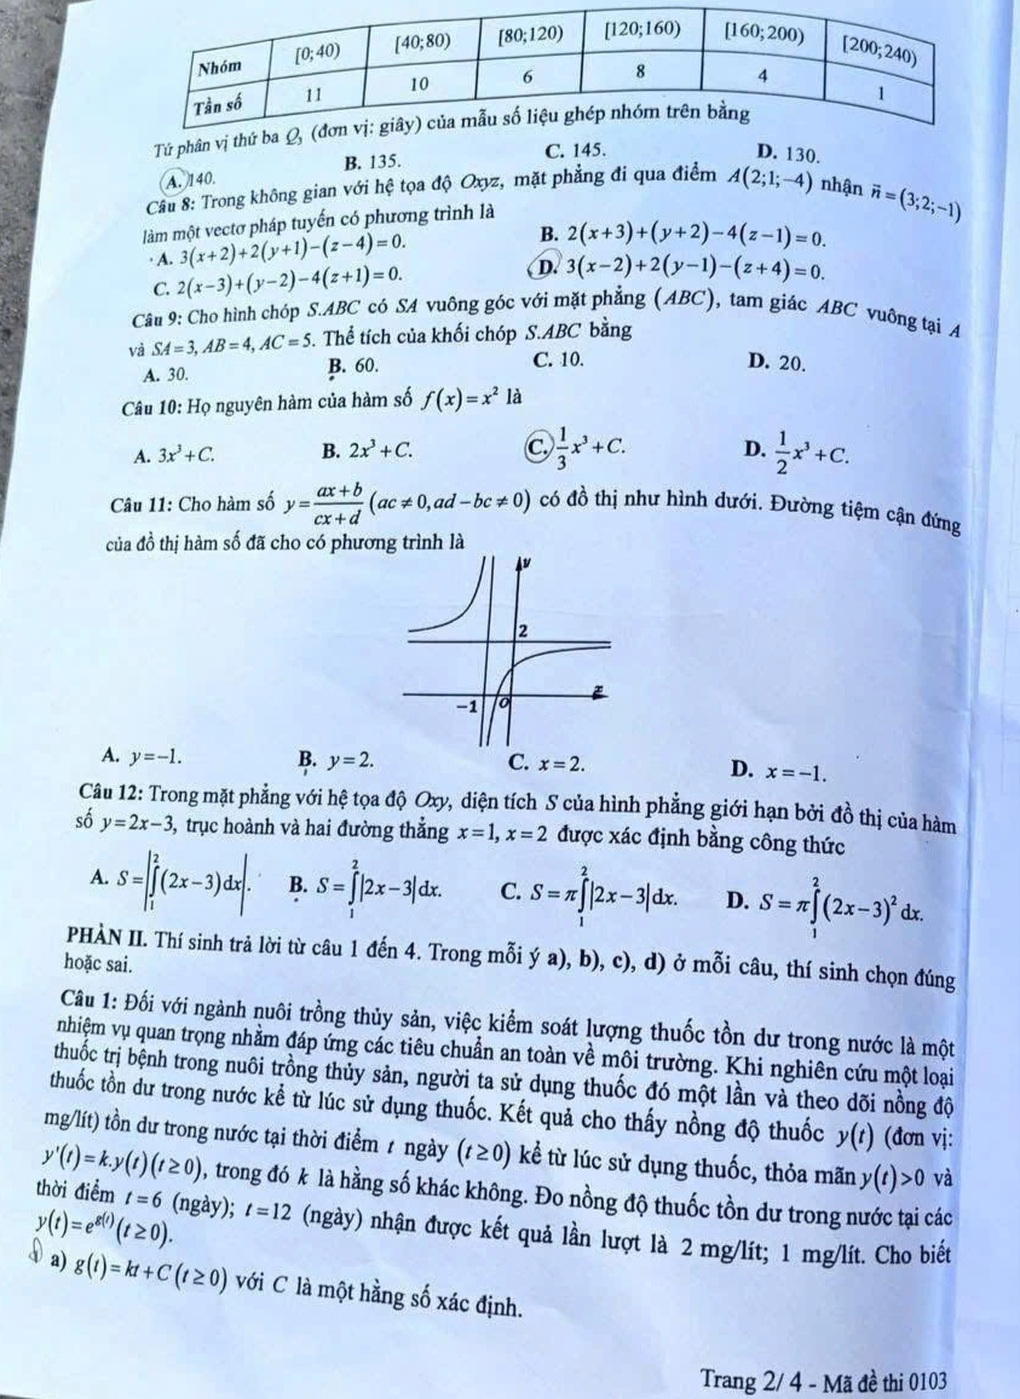 Nhóm [0;40) [40;80) [80;120) [120;160) [160;200) [200;240)
Tần số 11 10 6 8 4 1
Tứ phân vị thứ ba Q₃ (đơn vị: giây) của mẫu số liệu ghép nhóm trên bằng
A. 140. B. 135. C. 145. D. 130.
Câu 8: Trong không gian với hệ tọa độ Oxyz, mặt phẳng đi qua điểm A(2;1;−4) nhận n⃗ = (3;2;−1)
làm một vectơ pháp tuyến có phương trình là
A. 3(x+2)+2(y+1)−(z−4)=0. B. 2(x+3)+(y+2)−4(z−1)=0.
C. 2(x−3)+(y−2)−4(z+1)=0. D. 3(x−2)+2(y−1)−(z+4)=0.
Câu 9: Cho hình chóp S.ABC có SA vuông góc với mặt phẳng (ABC), tam giác ABC vuông tại A
và SA=3, AB=4, AC=5. Thể tích của khối chóp S.ABC bằng
A. 30. B. 60. C. 10. D. 20.
Câu 10: Họ nguyên hàm của hàm số f(x)=x² là
A. 3x³+C. B. 2x³+C. C. 1/3 x³+C. D. 1/2 x³+C.
Câu 11: Cho hàm số y = (ax+b)/(cx+d) (ac≠0, ad−bc≠0) có đồ thị như hình dưới. Đường tiệm cận đứng
của đồ thị hàm số đã cho có phương trình là
y
2
x
−1 O
A. y=−1. B. y=2. C. x=2. D. x=−1.
Câu 12: Trong mặt phẳng với hệ tọa độ Oxy, diện tích S của hình phẳng giới hạn bởi đồ thị của hàm
số y=2x−3, trục hoành và hai đường thẳng x=1, x=2 được xác định bằng công thức
A. S=|∫₁²(2x−3)dx|. B. S=∫₁²|2x−3|dx. C. S=π∫₁²|2x−3|dx. D. S=π∫₁²(2x−3)²dx.
PHẦN II. Thí sinh trả lời từ câu 1 đến 4. Trong mỗi ý a), b), c), d) ở mỗi câu, thí sinh chọn đúng
hoặc sai.
Câu 1: Đối với ngành nuôi trồng thủy sản, việc kiểm soát lượng thuốc tồn dư trong nước là một
nhiệm vụ quan trọng nhằm đáp ứng các tiêu chuẩn an toàn về môi trường. Khi nghiên cứu một loại
thuốc trị bệnh trong nuôi trồng thủy sản, người ta sử dụng thuốc đó một lần và theo dõi nồng độ
thuốc tồn dư trong nước kể từ lúc sử dụng thuốc. Kết quả cho thấy nồng độ thuốc y(t) (đơn vị:
mg/lít) tồn dư trong nước tại thời điểm t ngày (t≥0) kể từ lúc sử dụng thuốc, thỏa mãn y(t)>0 và
y'(t)=k.y(t)(t≥0), trong đó k là hằng số khác không. Đo nồng độ thuốc tồn dư trong nước tại các
thời điểm t=6 (ngày); t=12 (ngày) nhận được kết quả lần lượt là 2 mg/lít; 1 mg/lít. Cho biết
y(t)=e^{g(t)}(t≥0).
a) g(t)=kt+C(t≥0) với C là một hằng số xác định.
Trang 2/ 4 - Mã đề thi 0103